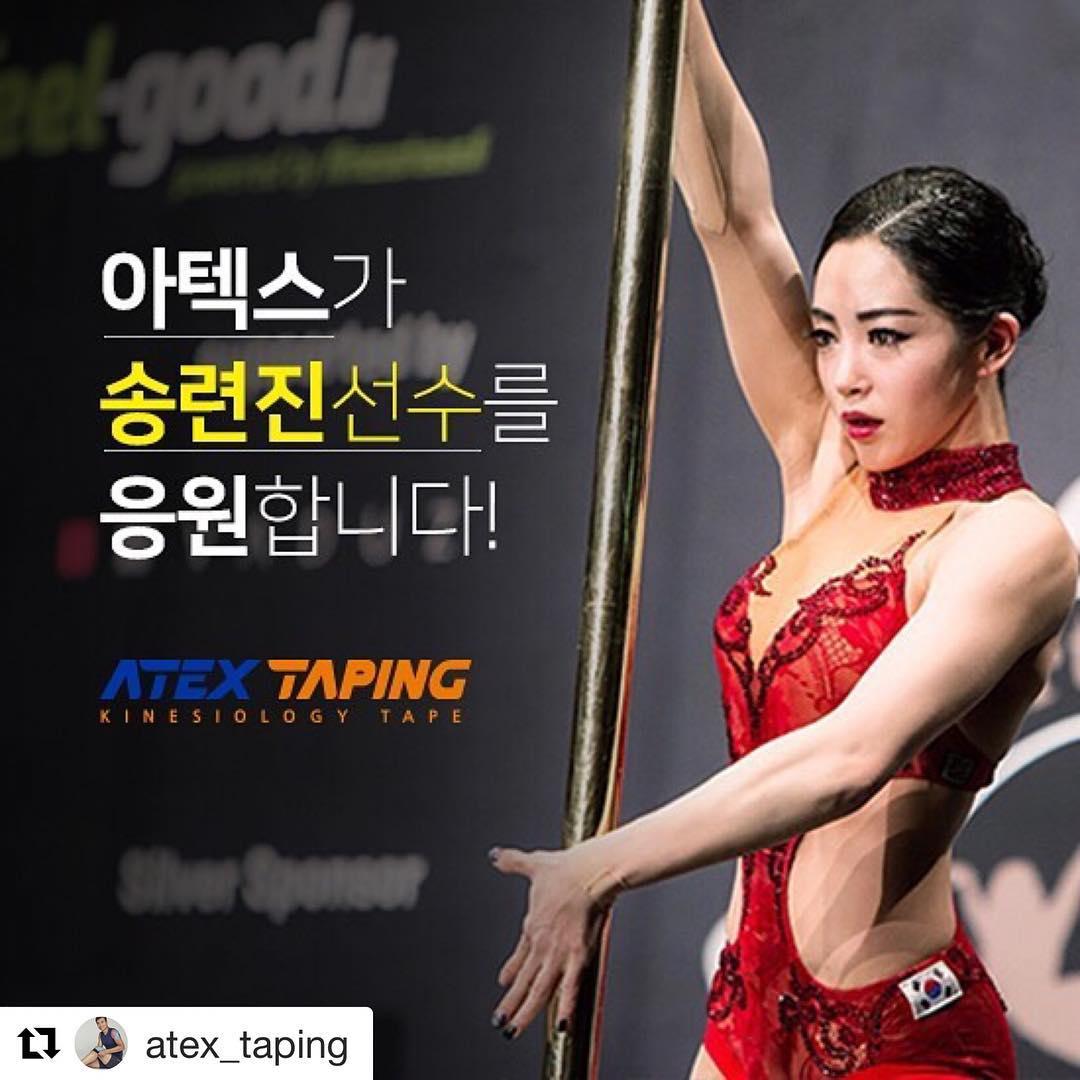 feel-good.
아텍스가
송련진선수를
응원합니다!
ATEX TAPING
KINESIOLOGY TAPE
Silver Sponsor
atex_taping